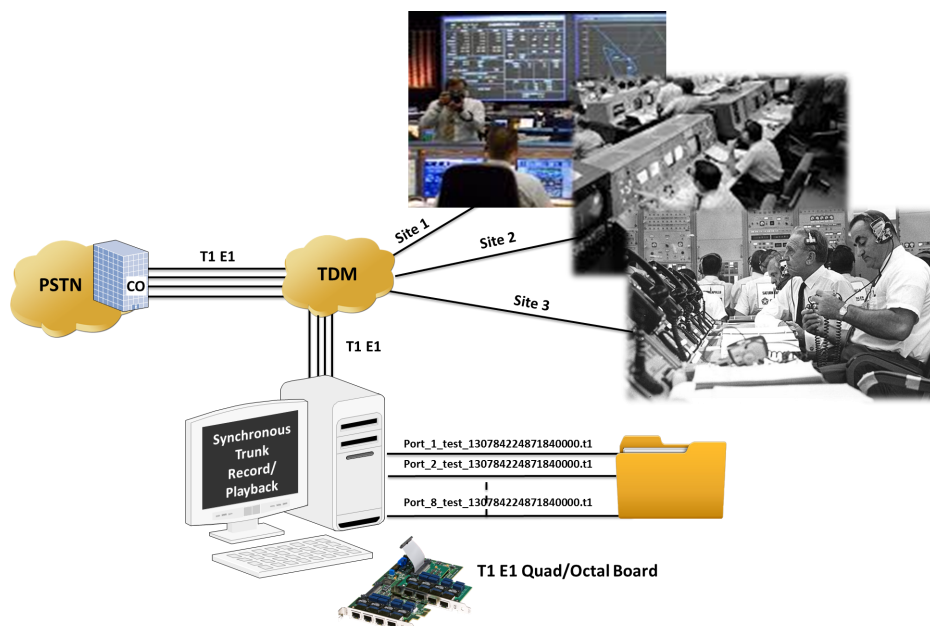 Site 1
Site 2
Site 3
T1 E1
PSTN
CO
TDM
T1 E1
Synchronous
Trunk
Record/
Playback
Port_1_test_130784224871840000.t1
Port_2_test_130784224871840000.t1
Port_8_test_130784224871840000.t1
T1 E1 Quad/Octal Board